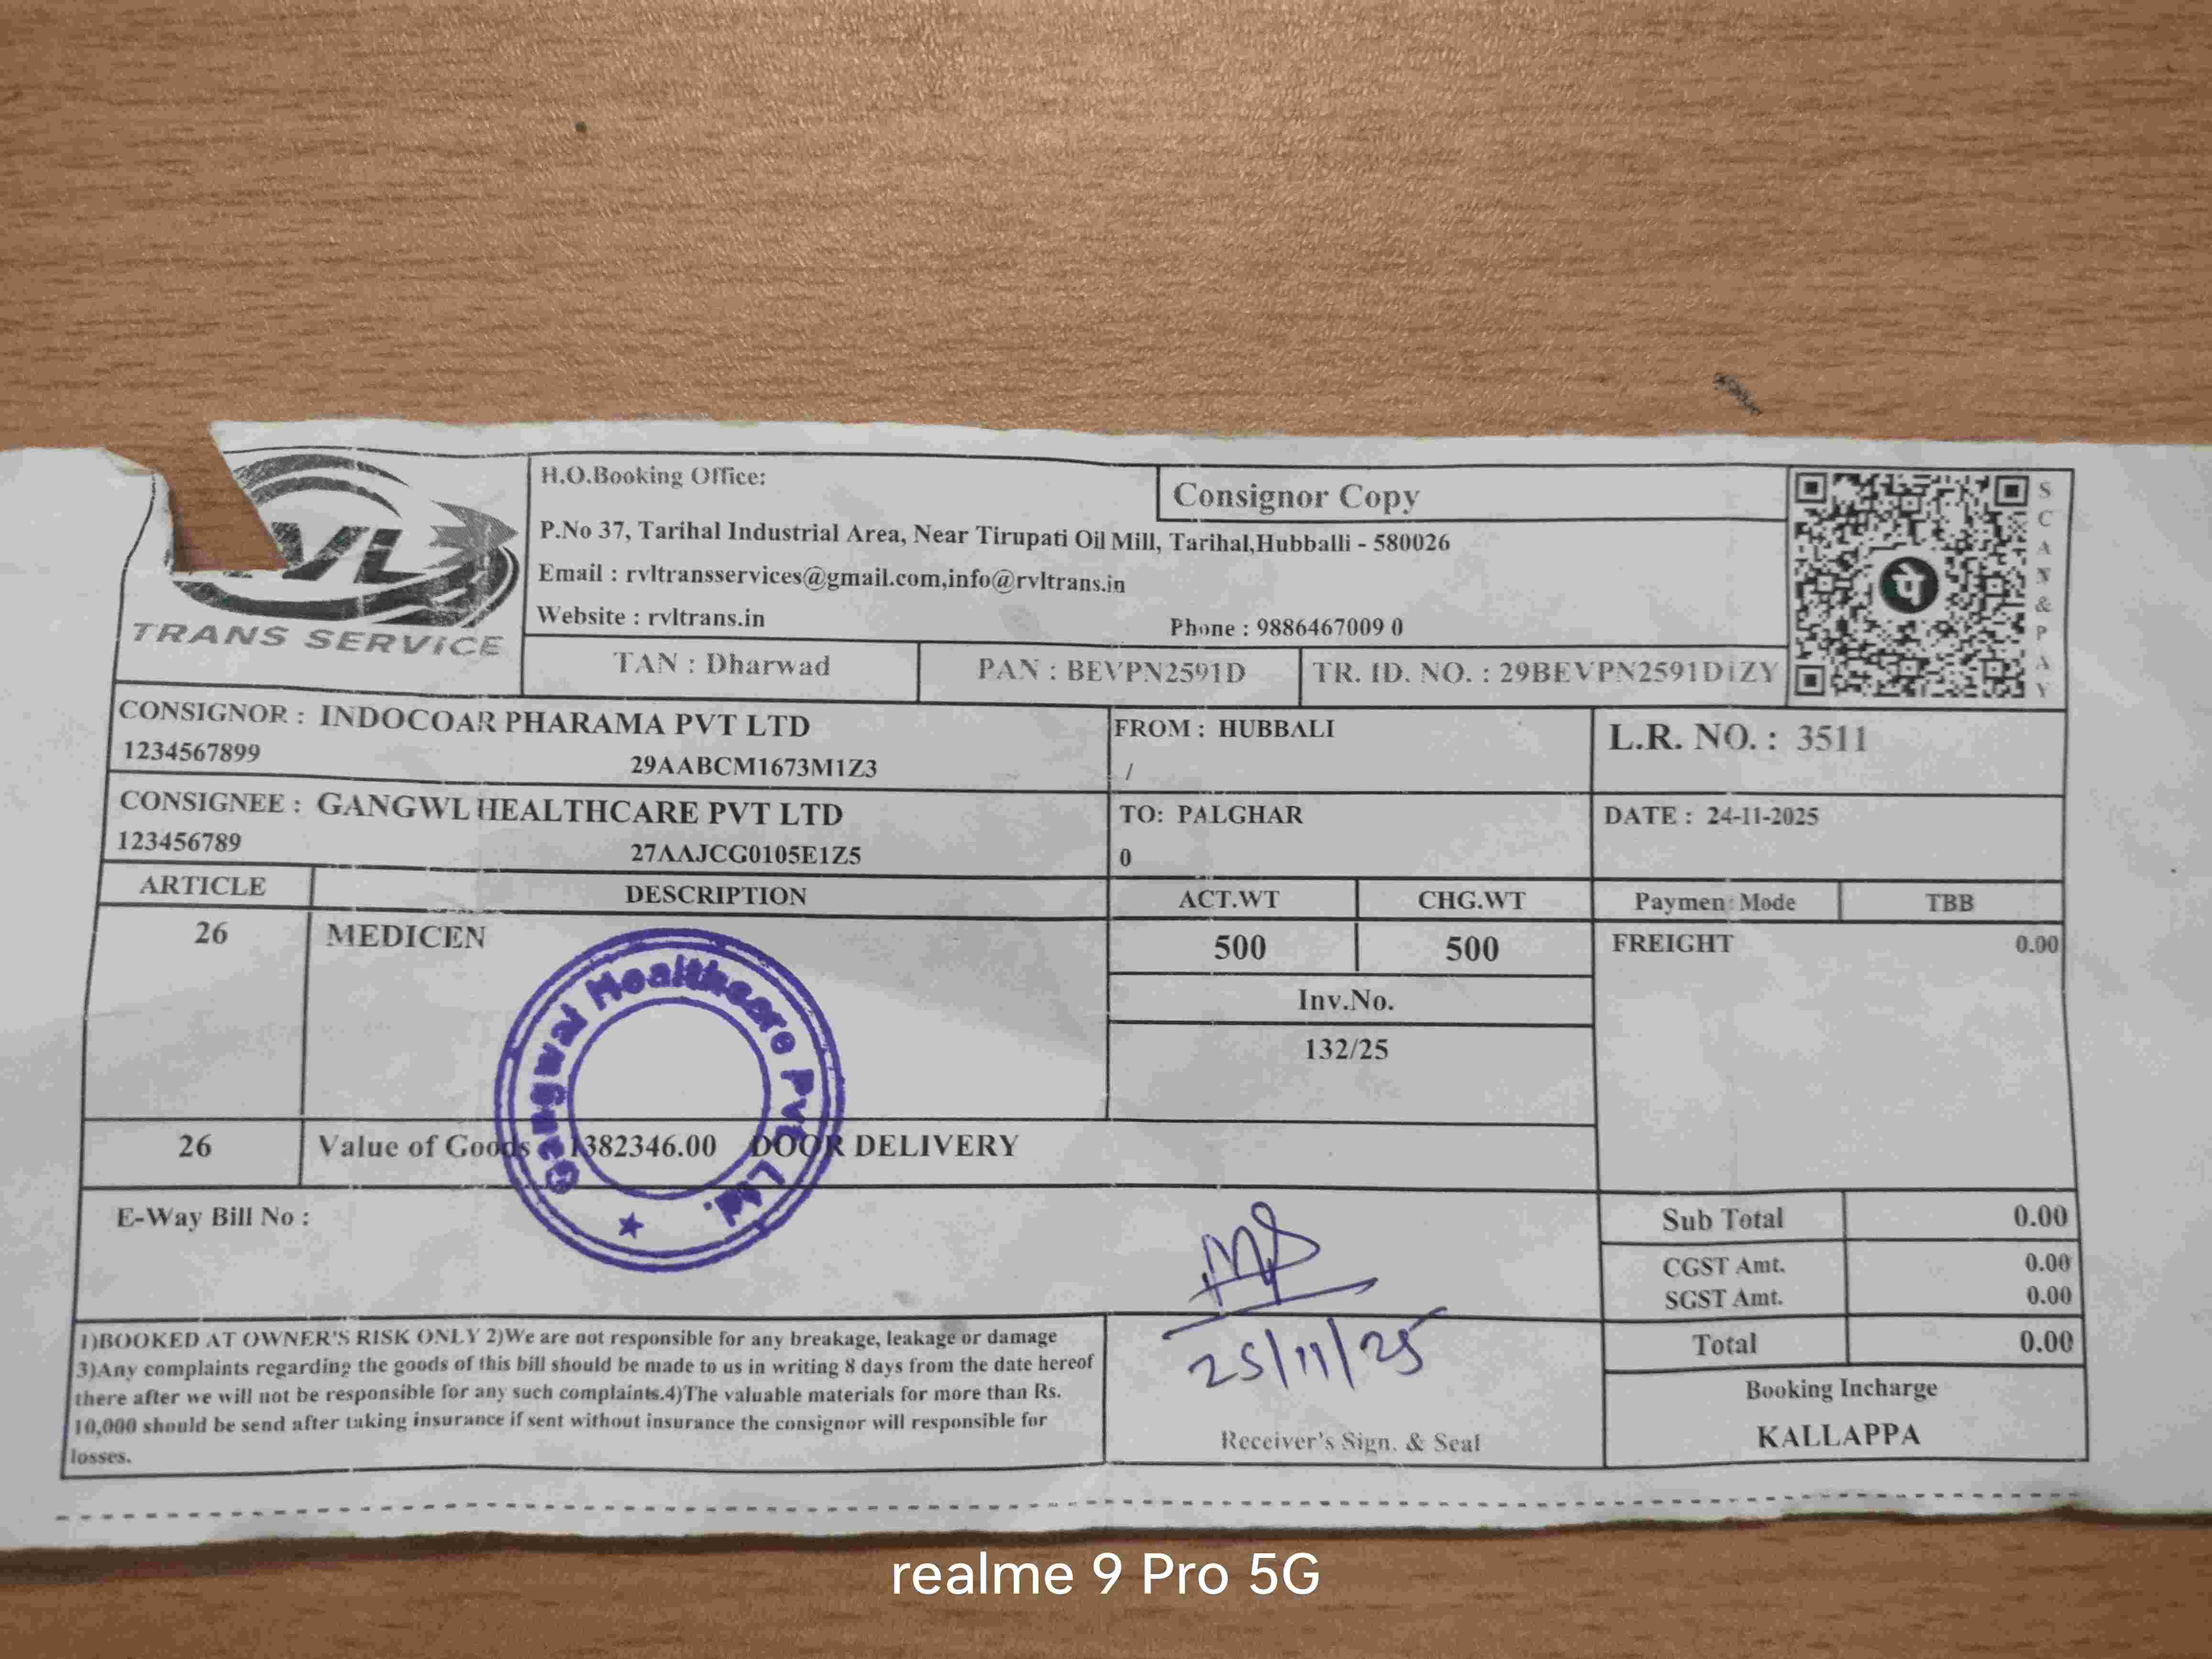 VL
TRANS SERVICE
H.O.Booking Office:
Consignor Copy
P.No 37, Tarihal Industrial Area, Near Tirupati Oil Mill, Tarihal,Hubballi - 580026
Email : rvltransservices@gmail.com,info@rvltrans.in
Website : rvltrans.in
Phone : 9886467009 0
SCAN & PAY
पे
TAN : Dharwad
PAN : BEVPN2591D
TR. ID. NO. : 29BEVPN2591D1ZY
CONSIGNOR : INDOCOAR PHARAMA PVT LTD
1234567899 29AABCM1673M1Z3
FROM : HUBBALI
/
L.R. NO. : 3511
CONSIGNEE : GANGWL HEALTHCARE PVT LTD
123456789 27AAJCG0105E1Z5
TO: PALGHAR
0
DATE : 24-11-2025
ARTICLE DESCRIPTION ACT.WT CHG.WT Paymen Mode TBB
26 MEDICEN 500 500 FREIGHT 0.00
Inv.No.
132/25
Gangwal Healthcare Pvt. Ltd.
26 Value of Goods 1382346.00 DOOR DELIVERY
E-Way Bill No :
Sub Total 0.00
CGST Amt. 0.00
SGST Amt. 0.00
Total 0.00
1)BOOKED AT OWNER'S RISK ONLY 2)We are not responsible for any breakage, leakage or damage
3)Any complaints regarding the goods of this bill should be made to us in writing 8 days from the date hereof
there after we will not be responsible for any such complaints.4)The valuable materials for more than Rs.
10,000 should be send after taking insurance if sent without insurance the consignor will responsible for
losses.
25/11/25
Receiver's Sign. & Seal
Booking Incharge
KALLAPPA
realme 9 Pro 5G